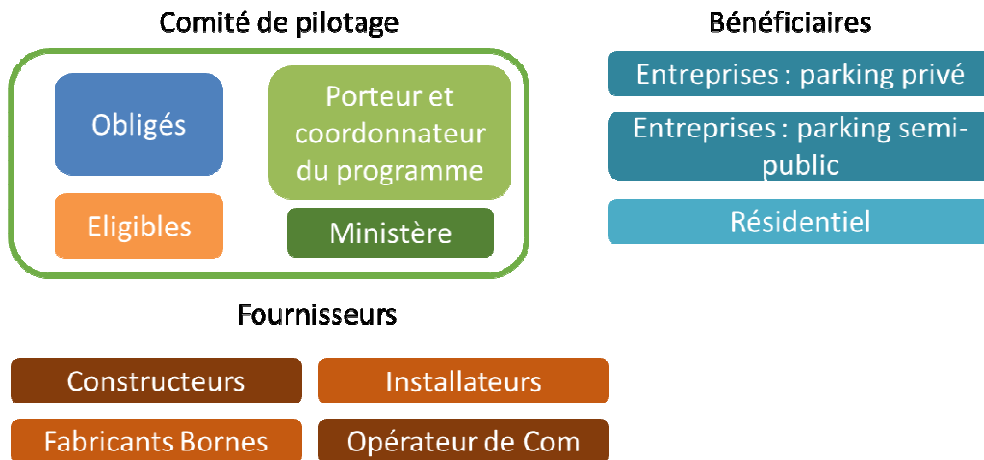 Comité de pilotage
Obligés
Porteur et
coordonnateur
du programme
Eligibles
Ministère
Bénéficiaires
Entreprises : parking privé
Entreprises : parking semi-
public
Résidentiel
Fournisseurs
Constructeurs
Installateurs
Fabricants Bornes
Opérateur de Com